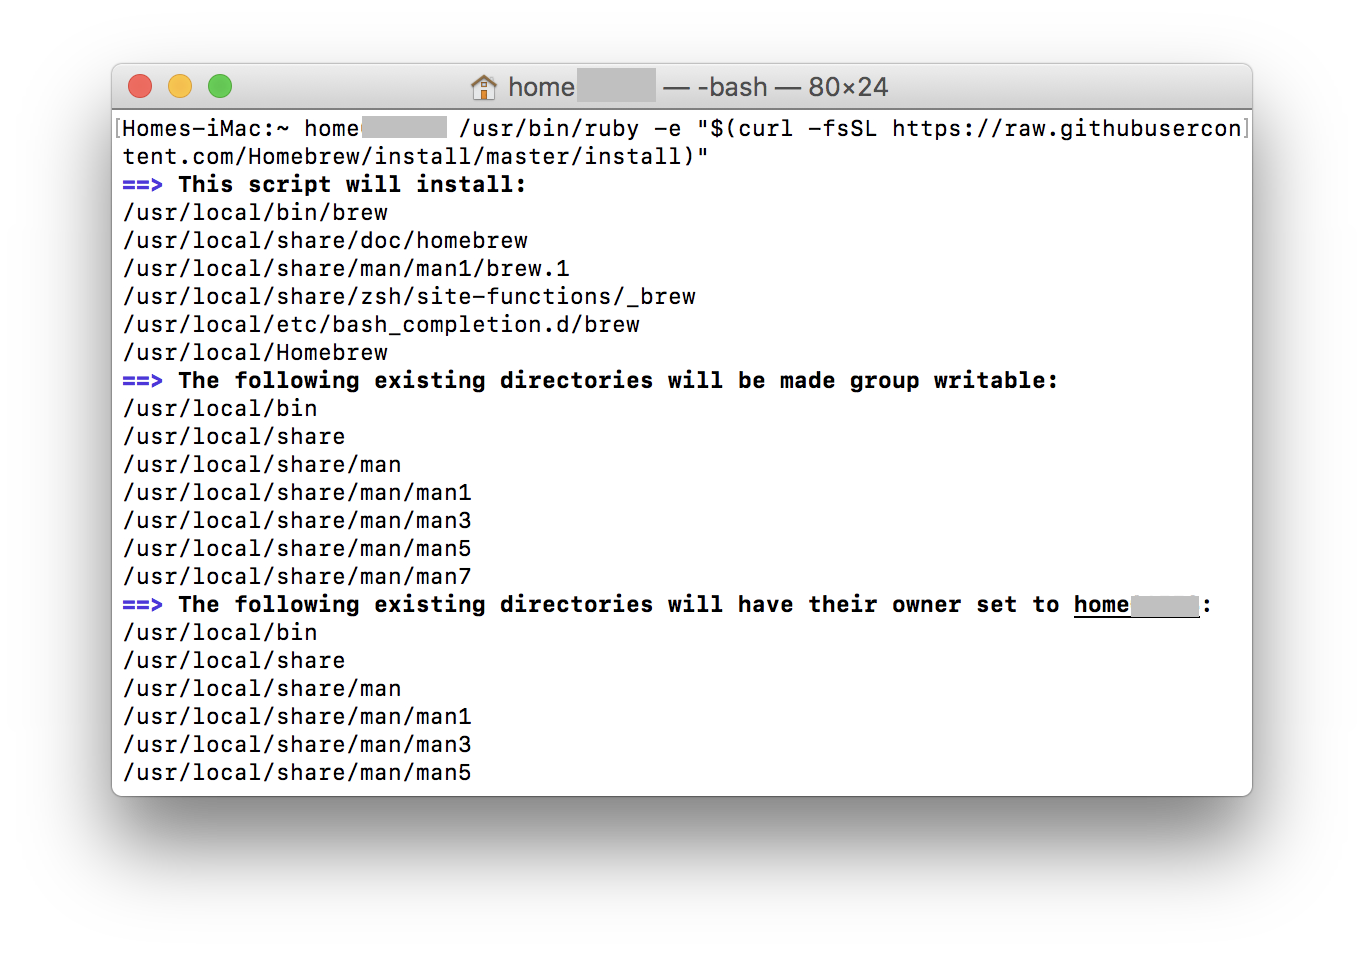 home — -bash — 80×24
Homes-iMac:~ home /usr/bin/ruby -e "$(curl -fsSL https://raw.githubusercon
tent.com/Homebrew/install/master/install)"
==> This script will install:
/usr/local/bin/brew
/usr/local/share/doc/homebrew
/usr/local/share/man/man1/brew.1
/usr/local/share/zsh/site-functions/_brew
/usr/local/etc/bash_completion.d/brew
/usr/local/Homebrew
==> The following existing directories will be made group writable:
/usr/local/bin
/usr/local/share
/usr/local/share/man
/usr/local/share/man/man1
/usr/local/share/man/man3
/usr/local/share/man/man5
/usr/local/share/man/man7
==> The following existing directories will have their owner set to home:
/usr/local/bin
/usr/local/share
/usr/local/share/man
/usr/local/share/man/man1
/usr/local/share/man/man3
/usr/local/share/man/man5